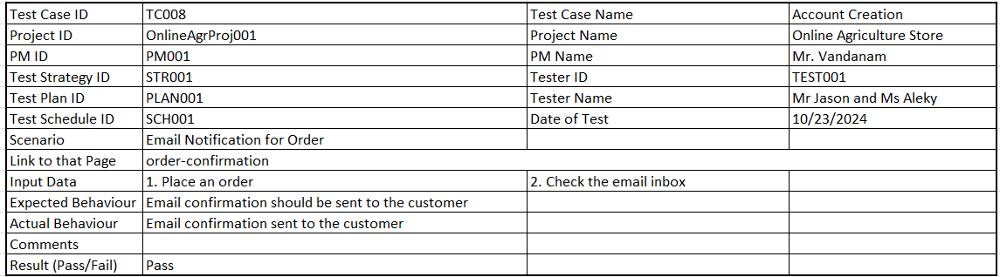 Test Case ID TC008 Test Case Name Account Creation
Project ID OnlineAgrProj001 Project Name Online Agriculture Store
PM ID PM001 PM Name Mr. Vandanam
Test Strategy ID STR001 Tester ID TEST001
Test Plan ID PLAN001 Tester Name Mr Jason and Ms Aleky
Test Schedule ID SCH001 Date of Test 10/23/2024
Scenario Email Notification for Order
Link to that Page order-confirmation
Input Data 1. Place an order 2. Check the email inbox
Expected Behaviour Email confirmation should be sent to the customer
Actual Behaviour Email confirmation sent to the customer
Comments
Result (Pass/Fail) Pass